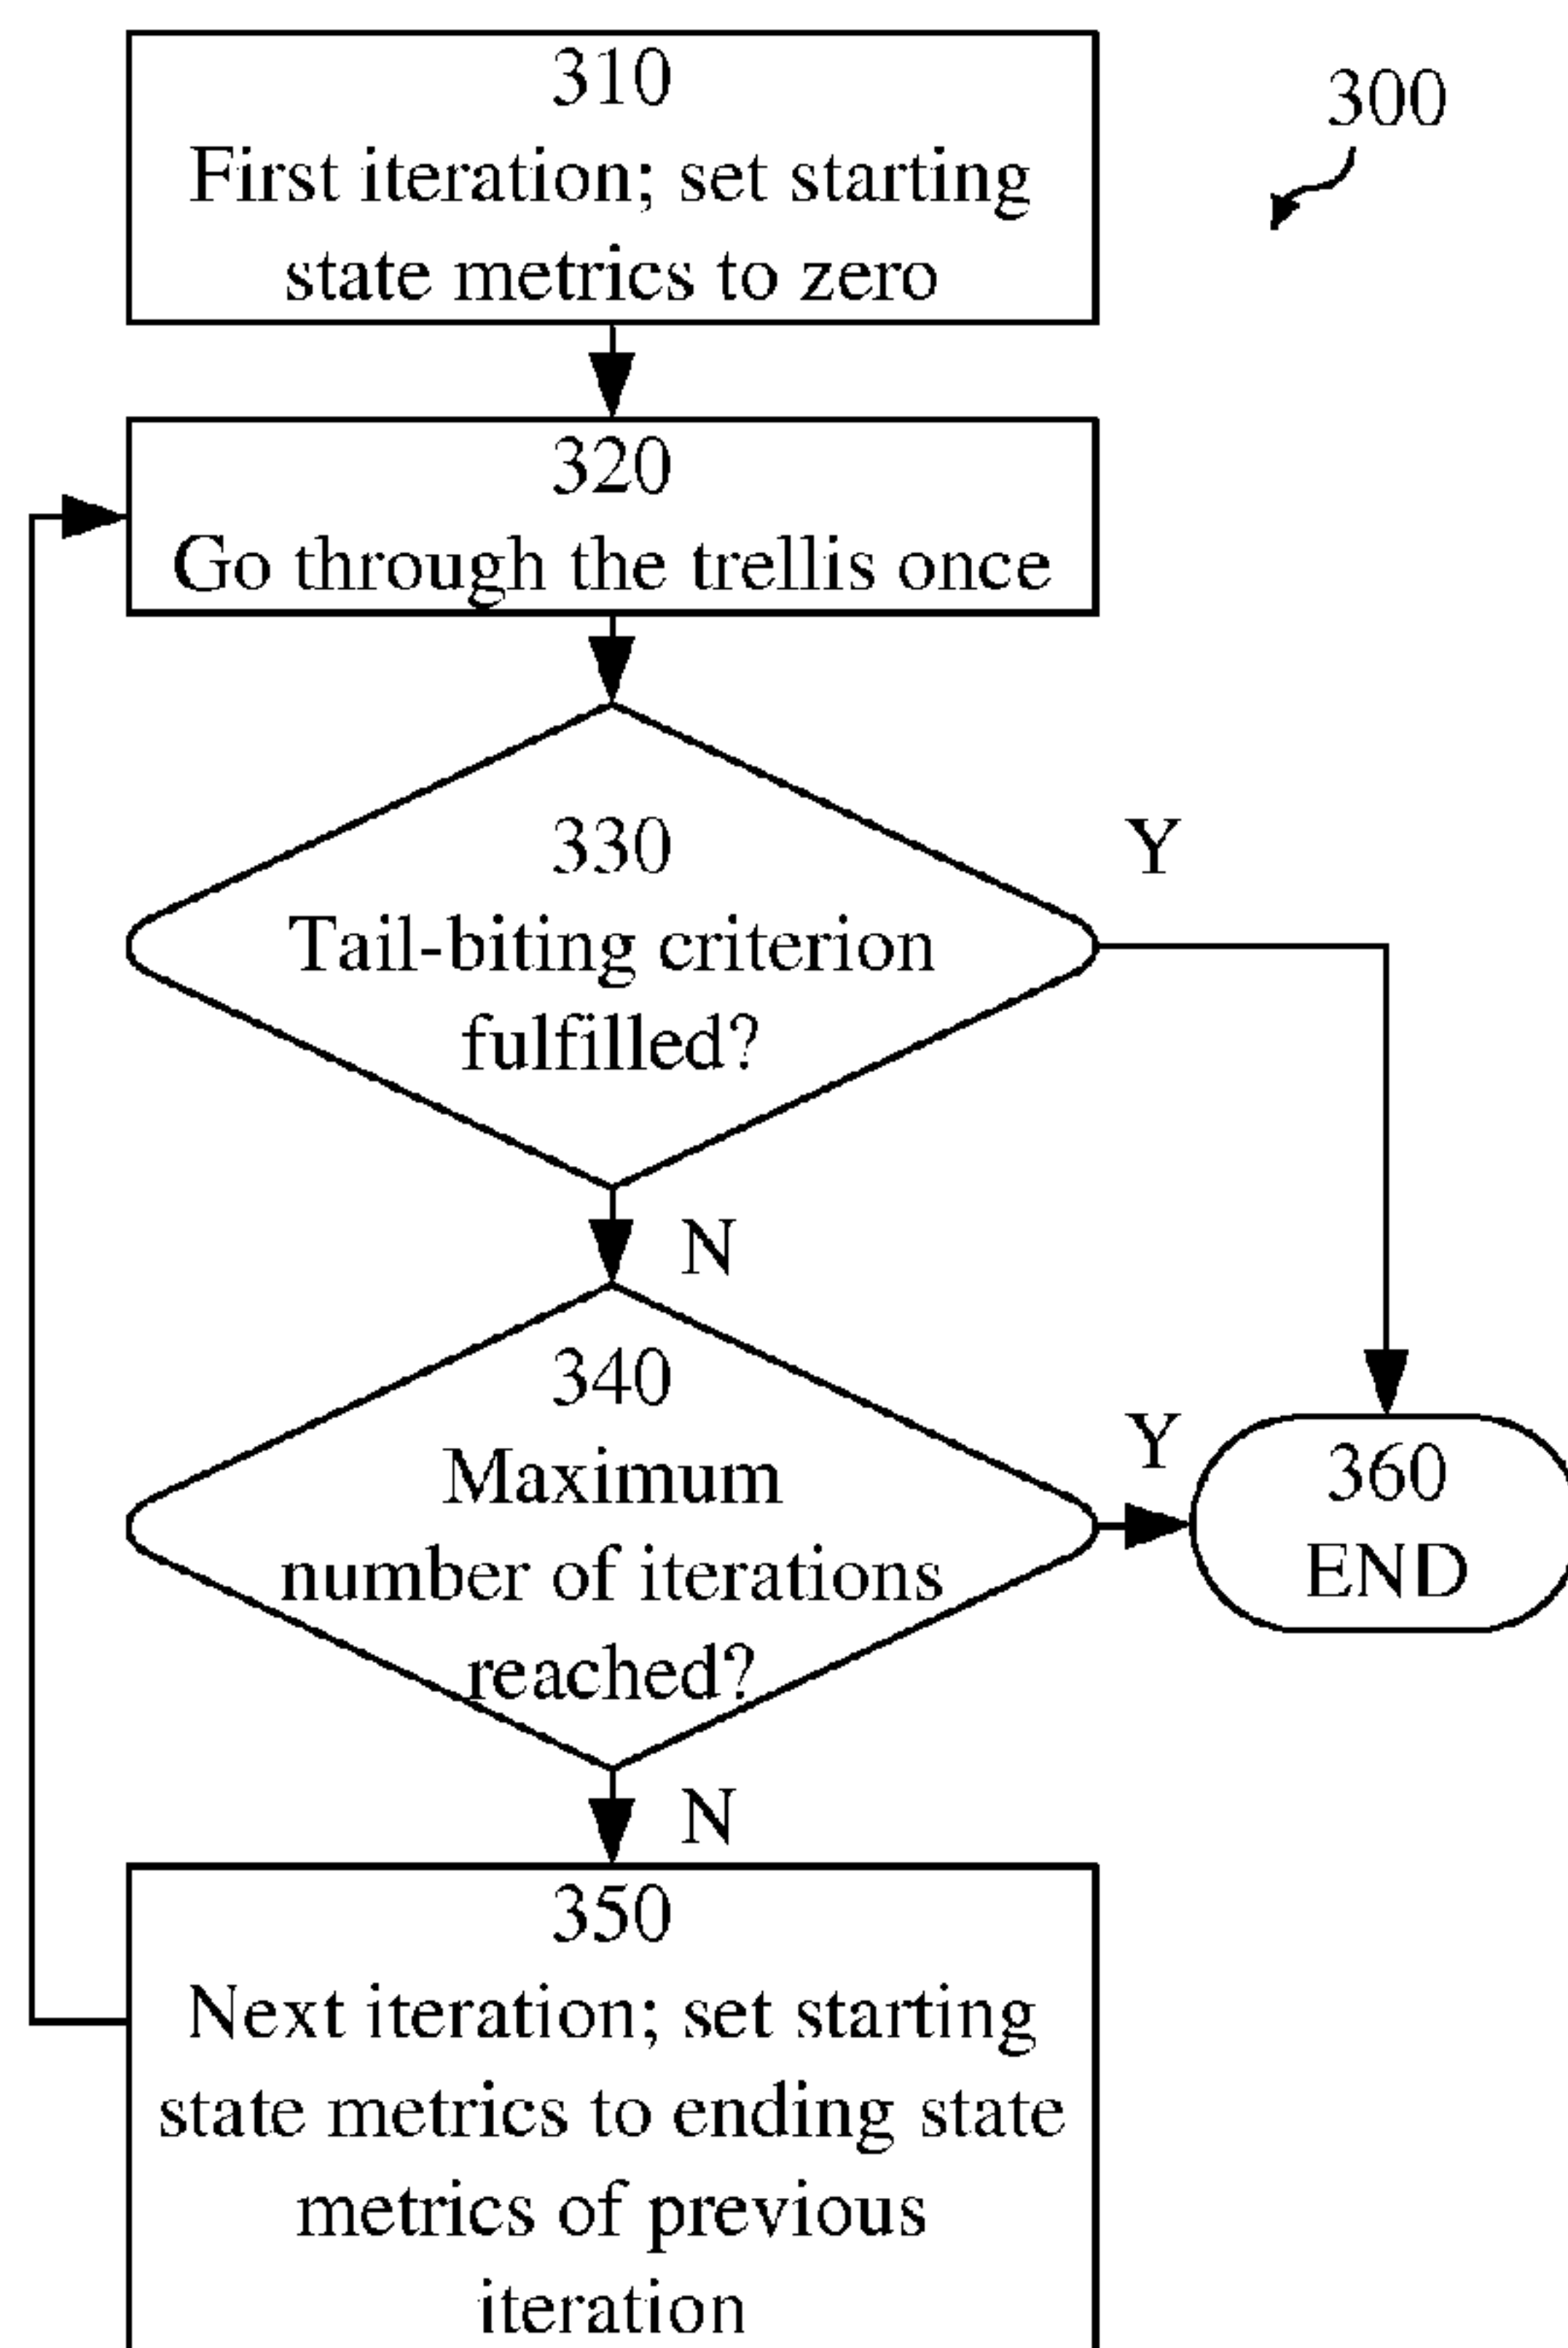 310
First iteration; set starting
state metrics to zero
300
320
Go through the trellis once
330
Tail-biting criterion
fulfilled?
Y
N
340
Maximum
number of iterations
reached?
Y
360
END
N
350
Next iteration; set starting
state metrics to ending state
metrics of previous
iteration